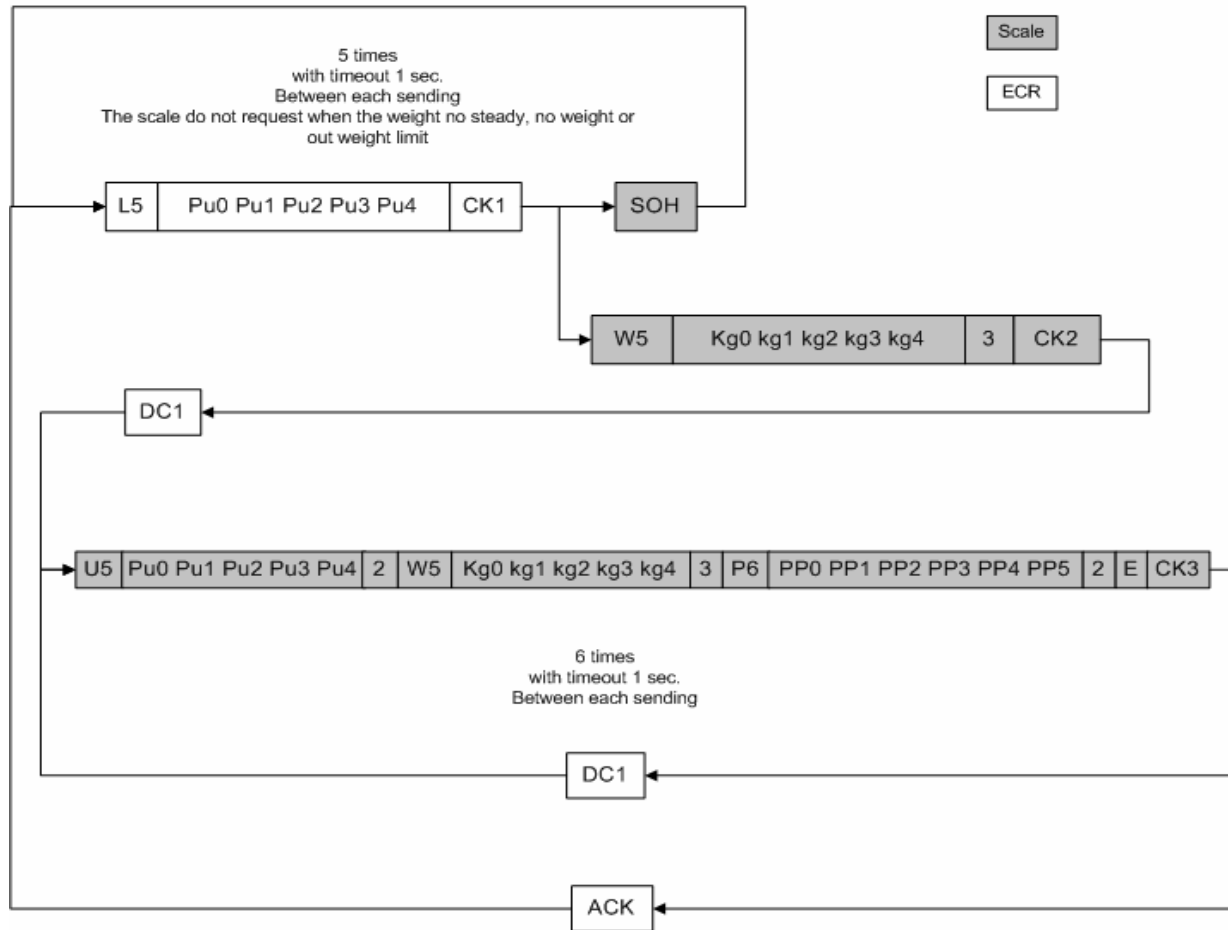 5 times
with timeout 1 sec.
Between each sending
The scale do not request when the weight no steady, no weight or
out weight limit
Scale
ECR
L5 Pu0 Pu1 Pu2 Pu3 Pu4 CK1
SOH
W5 Kg0 kg1 kg2 kg3 kg4 3 CK2
DC1
U5 Pu0 Pu1 Pu2 Pu3 Pu4 2 W5 Kg0 kg1 kg2 kg3 kg4 3 P6 PP0 PP1 PP2 PP3 PP4 PP5 2 E CK3
6 times
with timeout 1 sec.
Between each sending
DC1
ACK